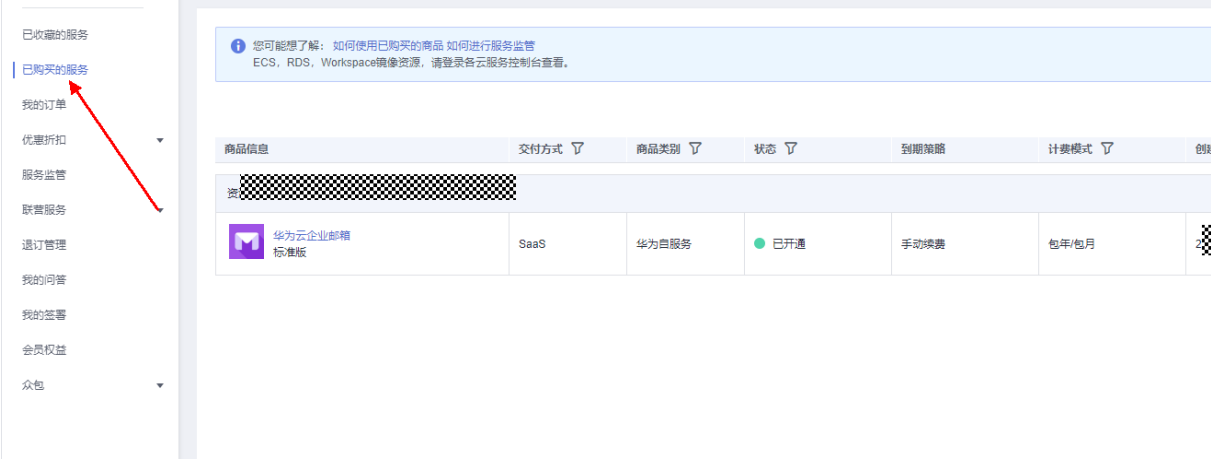 已收藏的服务
已购买的服务
我的订单
优惠折扣
服务监管
联营服务
退订管理
我的问答
我的签署
会员权益
众包
您可能想了解： 如何使用已购买的商品 如何进行服务监管
ECS，RDS，Workspace镜像资源，请登录各云服务控制台查看。
商品信息 交付方式 商品类别 状态 到期策略 计费模式 创建
资
华为云企业邮箱
标准版
SaaS 华为自服务 已开通 手动续费 包年/包月 2